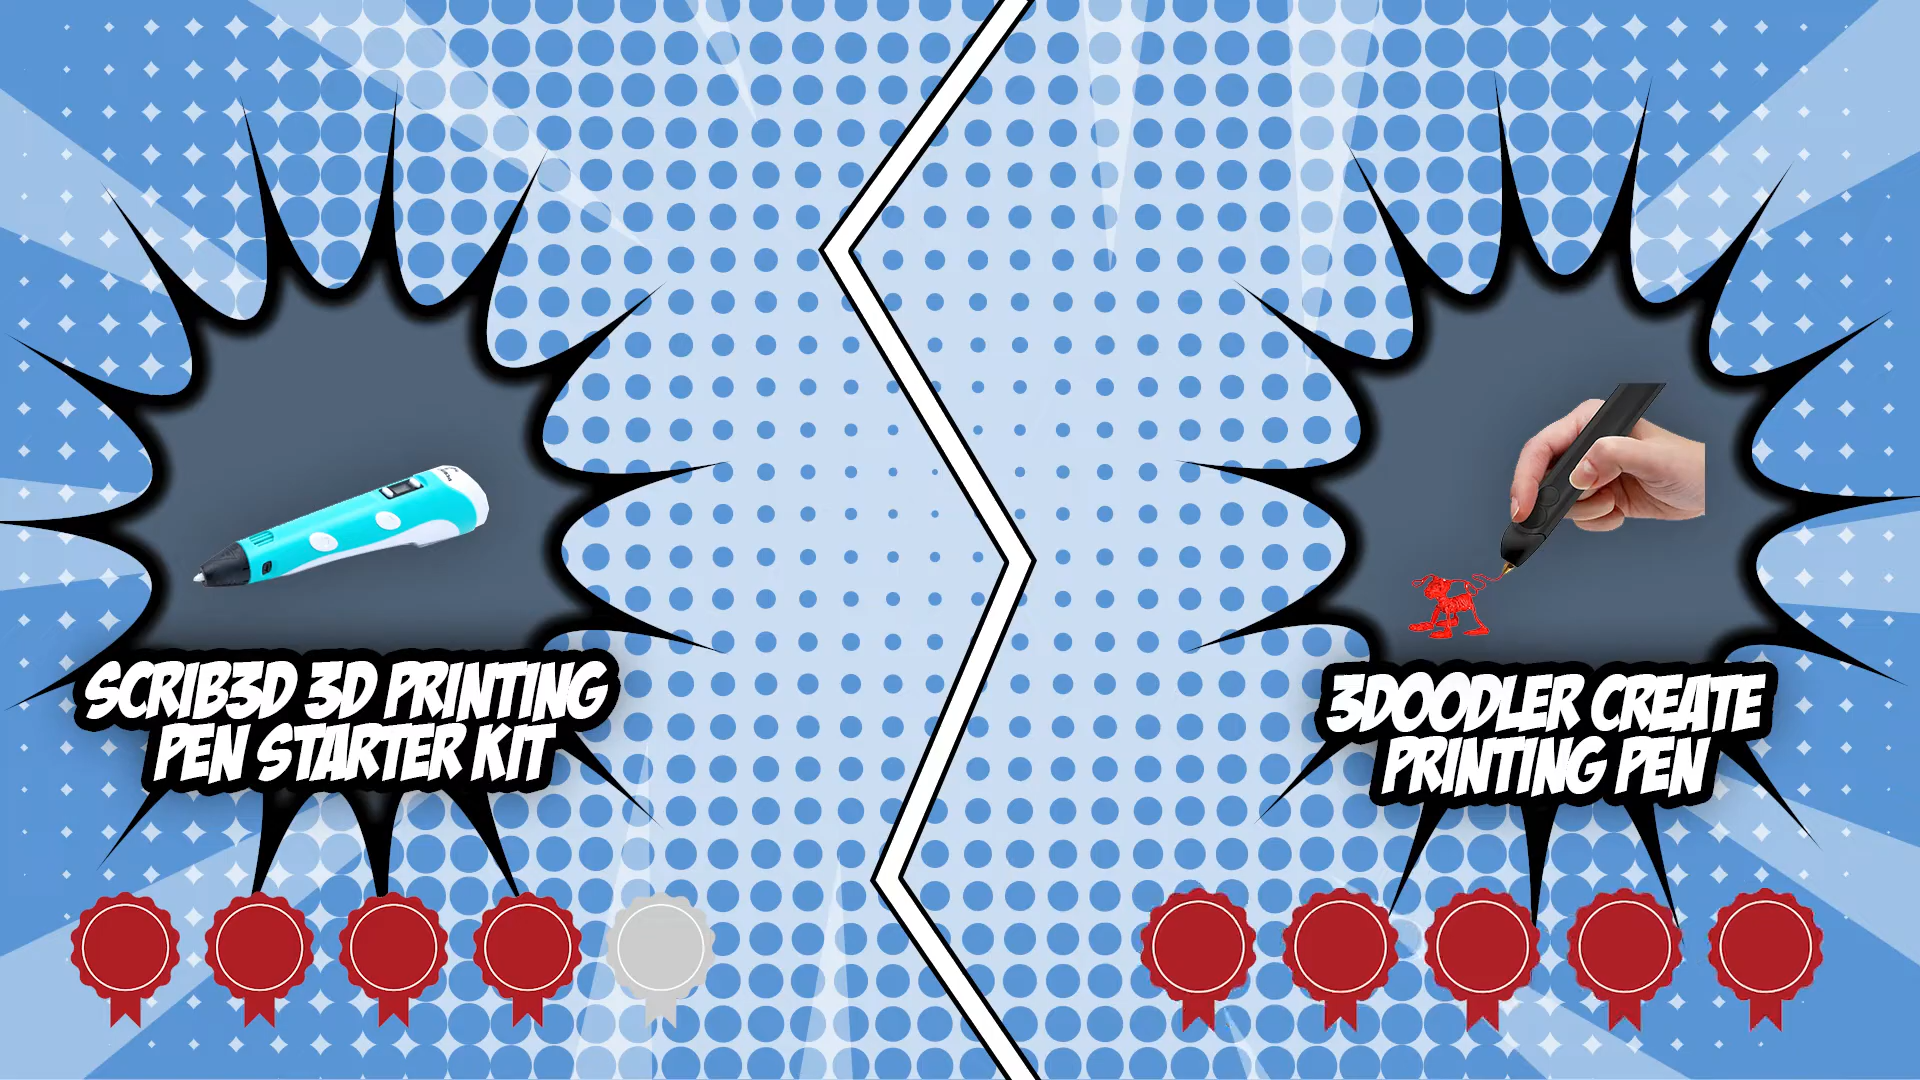 SCRIB3D 3D PRINTING
PEN STARTER KIT
3DOODLER CREATE
PRINTING PEN